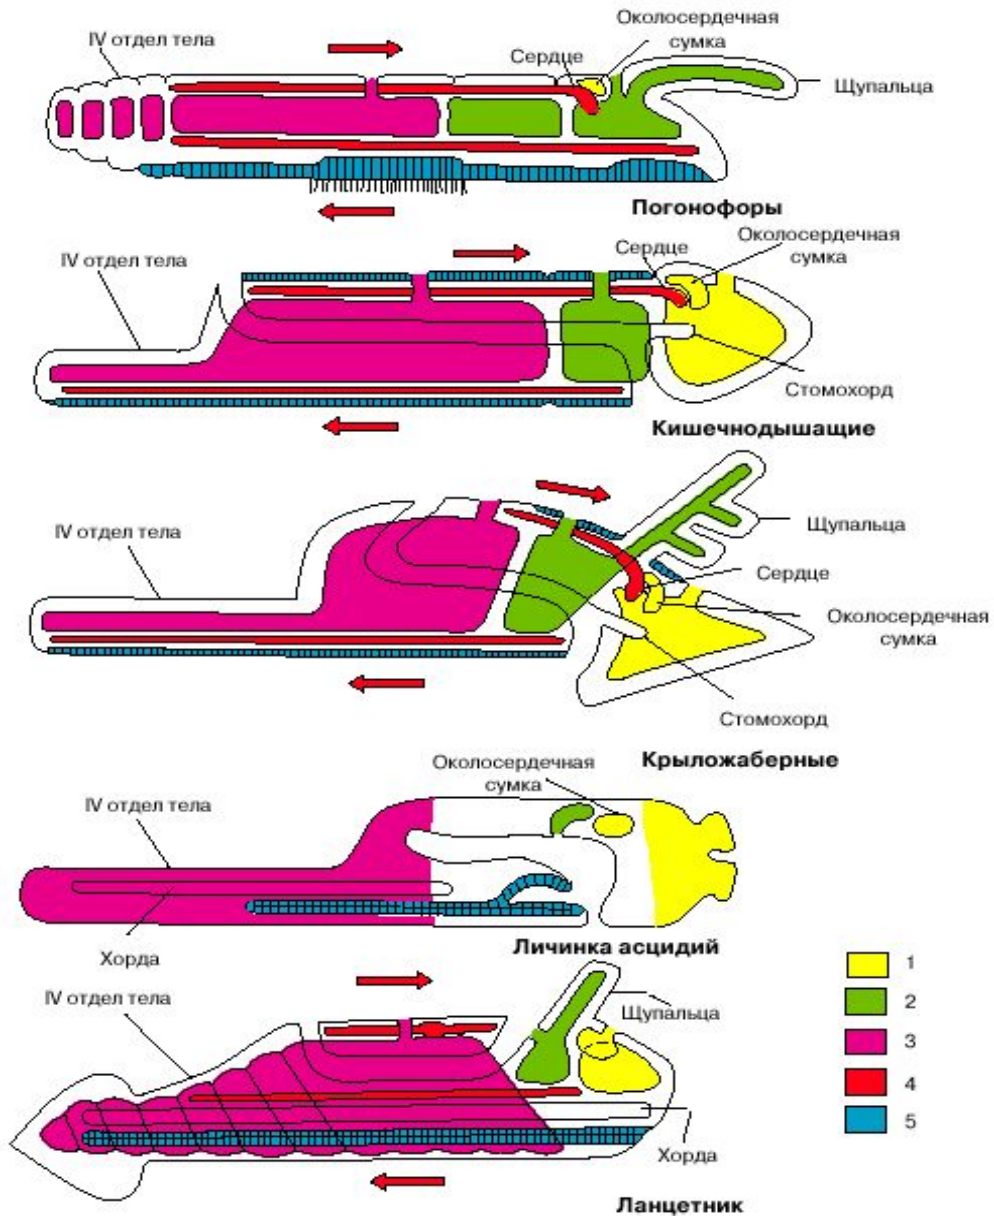 Околосердечная
сумка
IV отдел тела
Сердце
Щупальца
Погонофоры
Околосердечная
сумка
Сердце
IV отдел тела
Стомохорд
Кишечнодышащие
Щупальца
IV отдел тела
Сердце
Околосердечная
сумка
Стомохорд
Крыложаберные
Околосердечная
сумка
IV отдел тела
Хорда
Личинка асцидий
1
2
3
4
5
IV отдел тела
Щупальца
Хорда
Ланцетник